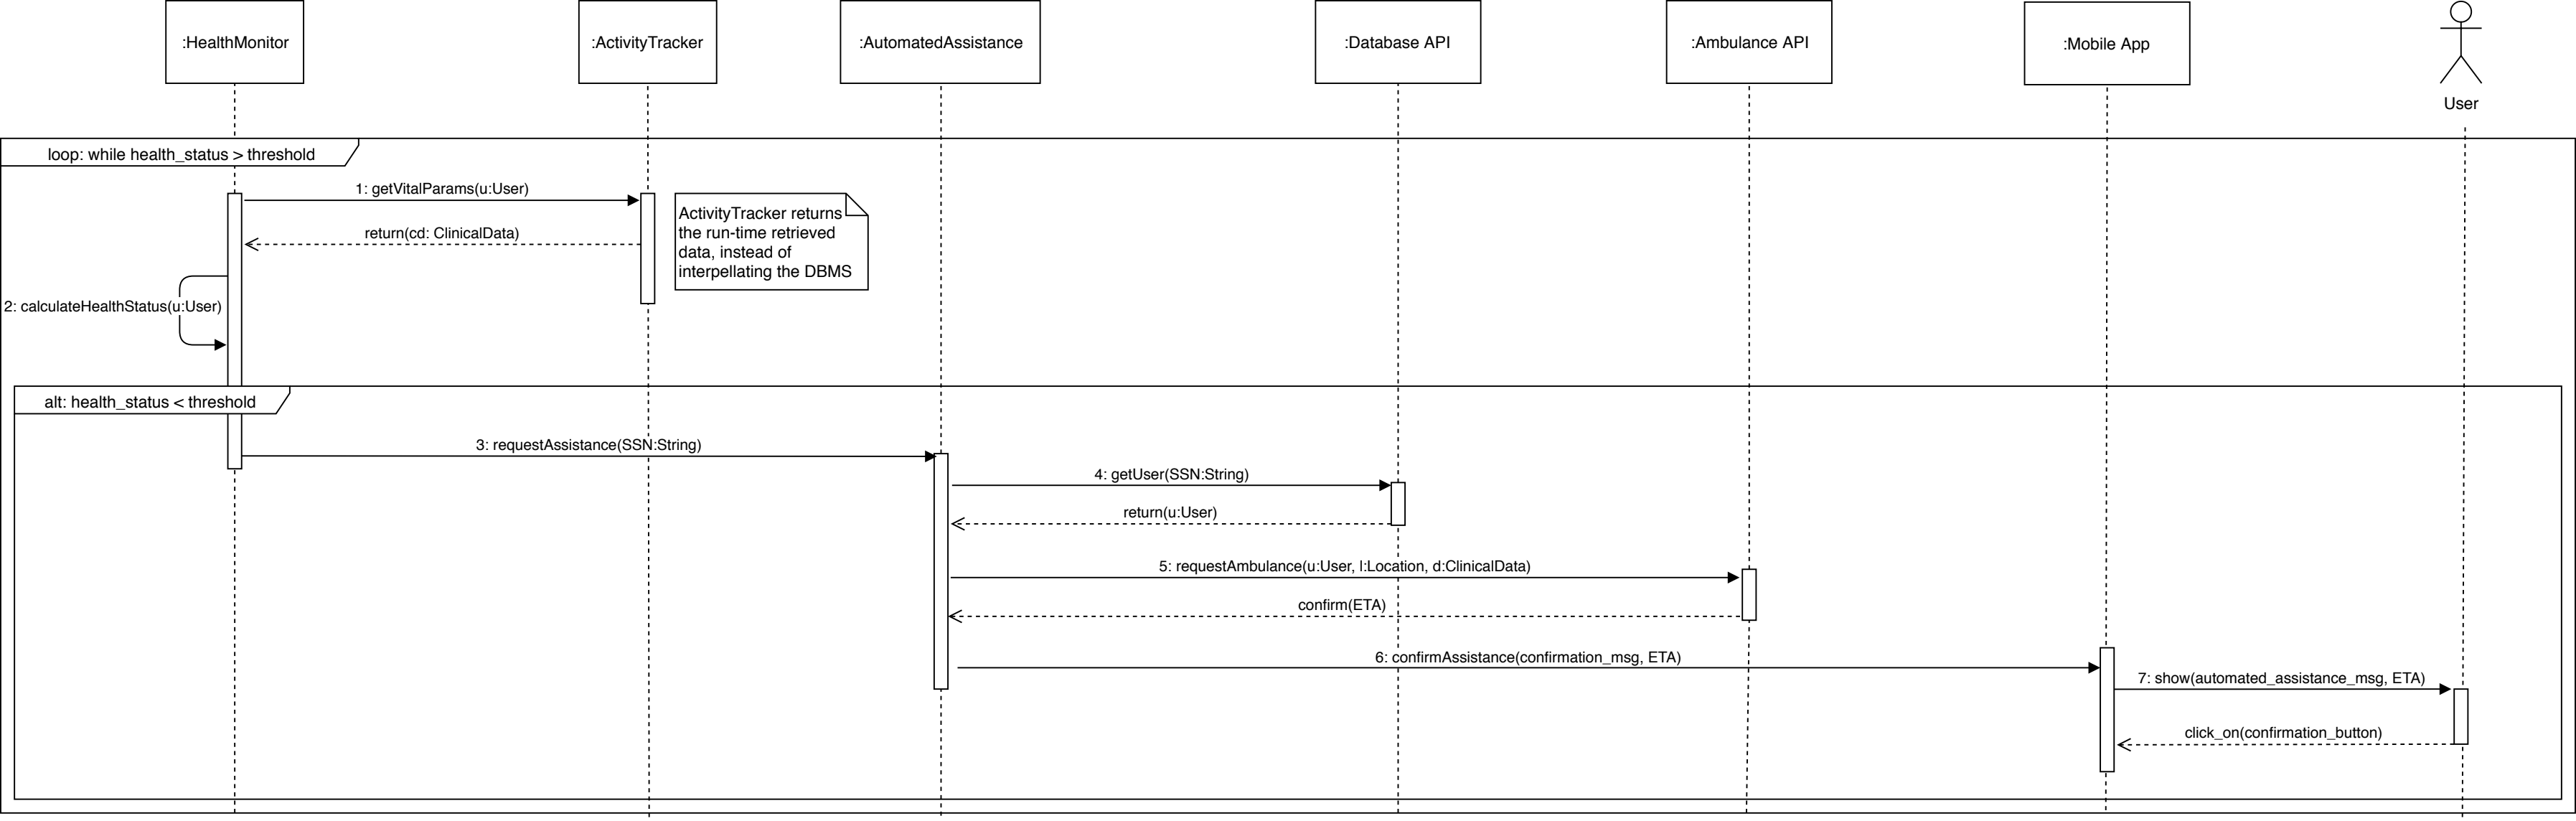 :HealthMonitor
:ActivityTracker
:AutomatedAssistance
:Database API
:Ambulance API
:Mobile App
User
loop: while health_status > threshold
1: getVitalParams(u:User)
ActivityTracker returns
the run-time retrieved
data, instead of
interpellating the DBMS
return(cd: ClinicalData)
2: calculateHealthStatus(u:User)
alt: health_status < threshold
3: requestAssistance(SSN:String)
4: getUser(SSN:String)
return(u:User)
5: requestAmbulance(u:User, l:Location, d:ClinicalData)
confirm(ETA)
6: confirmAssistance(confirmation_msg, ETA)
7: show(automated_assistance_msg, ETA)
click_on(confirmation_button)